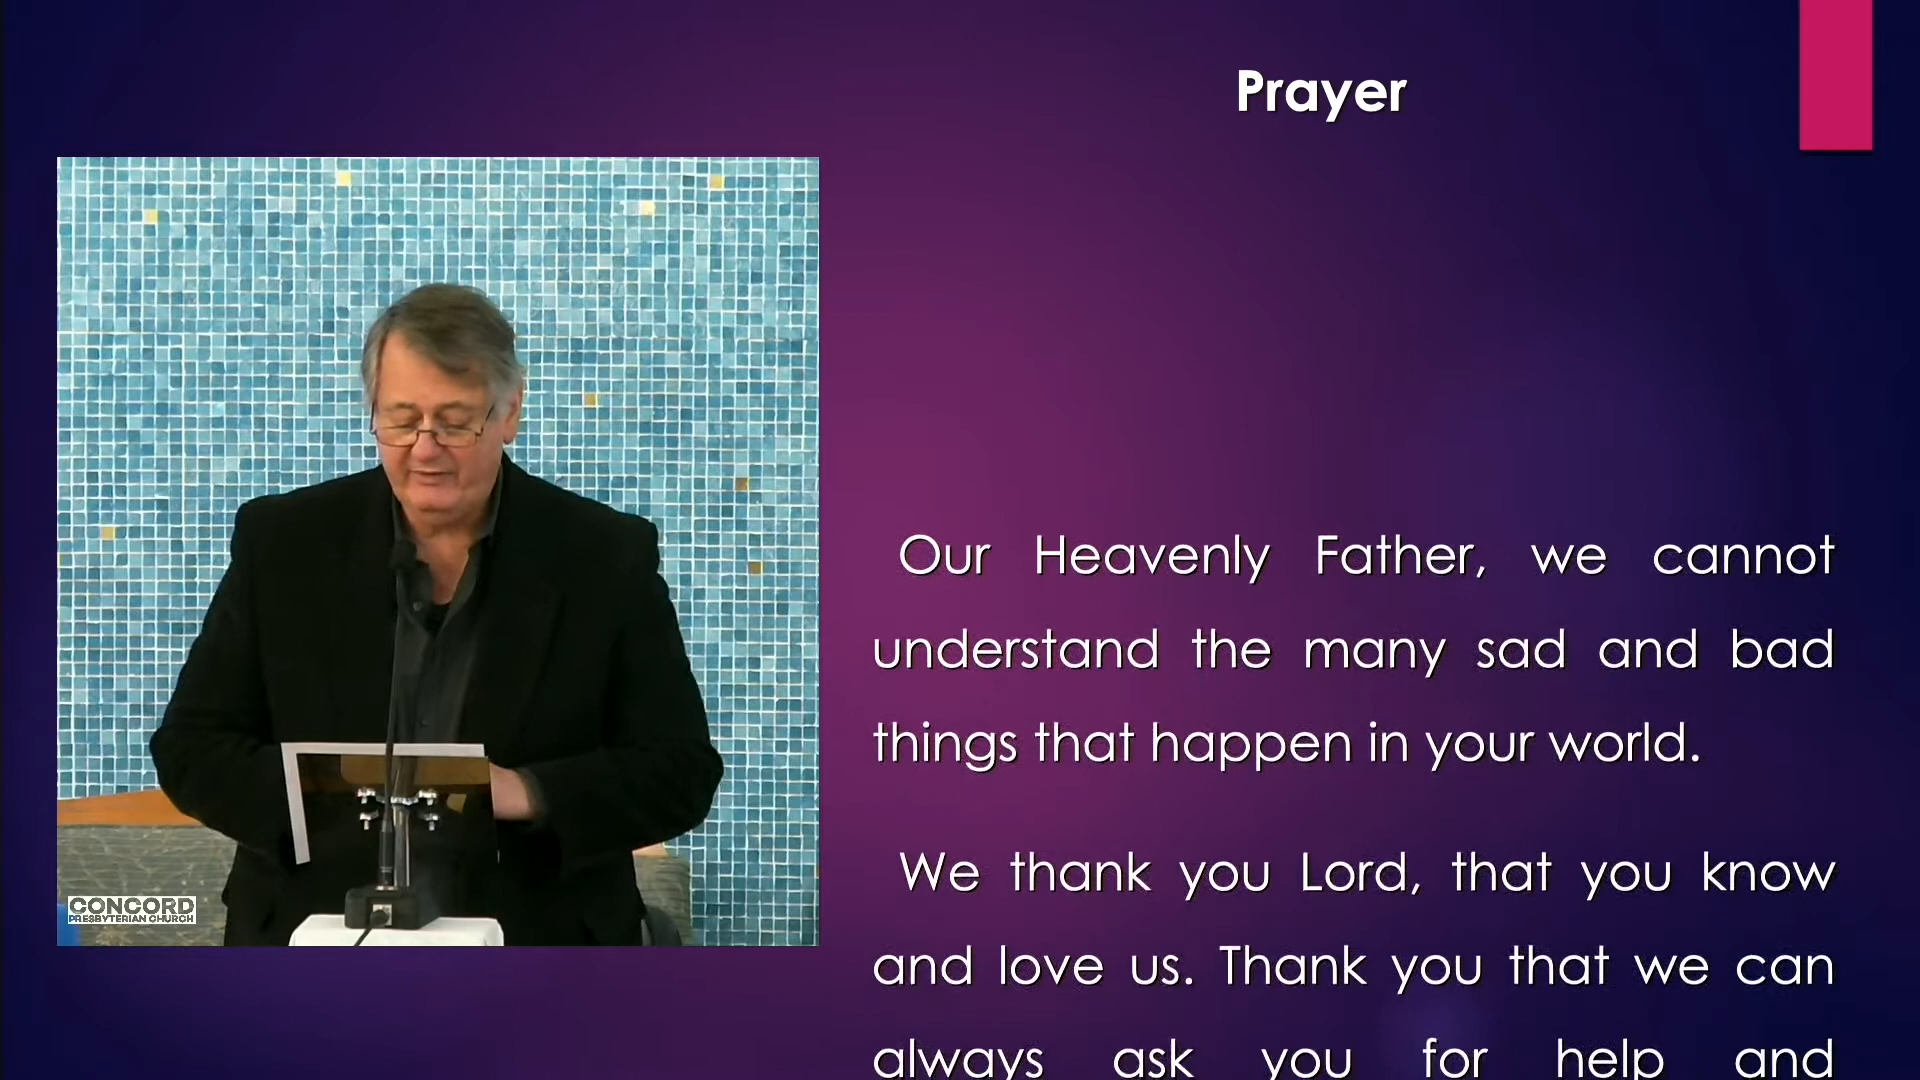 Prayer
Our Heavenly Father, we cannot
understand the many sad and bad
things that happen in your world.
We thank you Lord, that you know
and love us. Thank you that we can
always ask you for help and
CONCORD
PRESBYTERIAN CHURCH